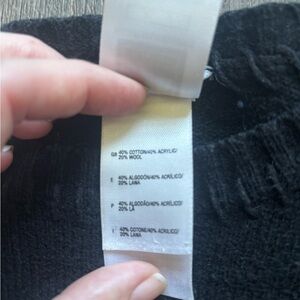 GB 40% COTTON/40% ACRYLIC/
20% WOOL
E 40% ALGODÓN/40% ACRÍLICO/
20% LANA
P 40% ALGODÃO/40% ACRÍLICO/
20% LÃ
I 40% COTONE/40% ACRILICO/
20% LANA